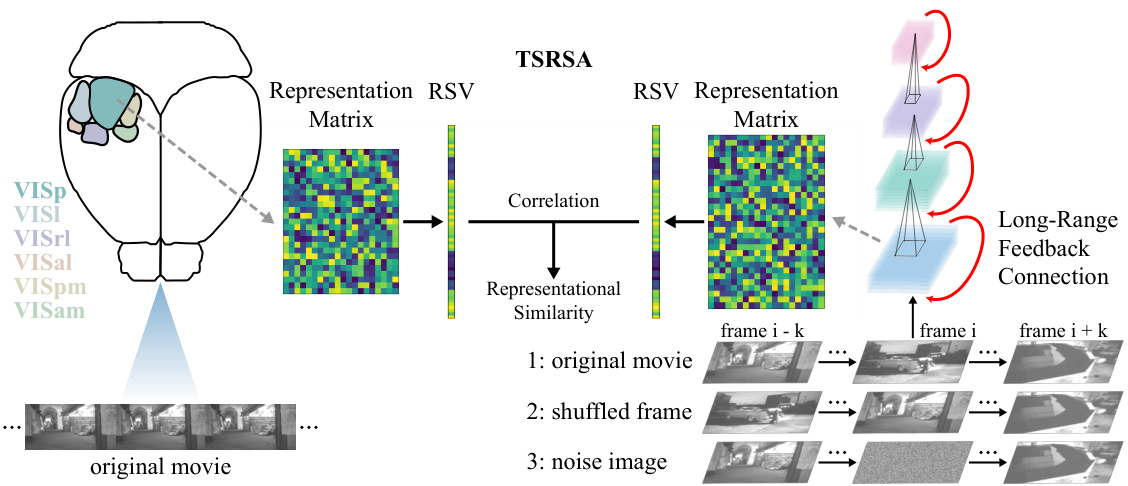 TSRSA
Representation
Matrix
RSV
RSV
Representation
Matrix
VISp
VISl
VISrl
VISal
VISpm
VISam
Correlation
Representational
Similarity
Long-Range
Feedback
Connection
...
...
original movie
frame i - k
frame i
frame i + k
1: original movie
...
...
2: shuffled frame
...
...
3: noise image
...
...